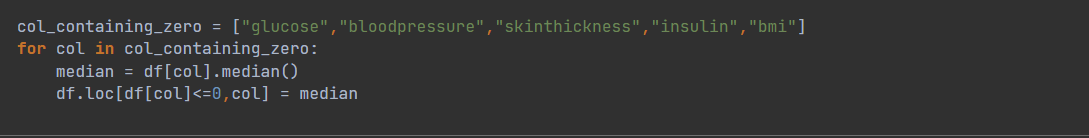 col_containing_zero = ["glucose","bloodpressure","skinthickness","insulin","bmi"]
for col in col_containing_zero:
    median = df[col].median()
    df.loc[df[col]<=0,col] = median